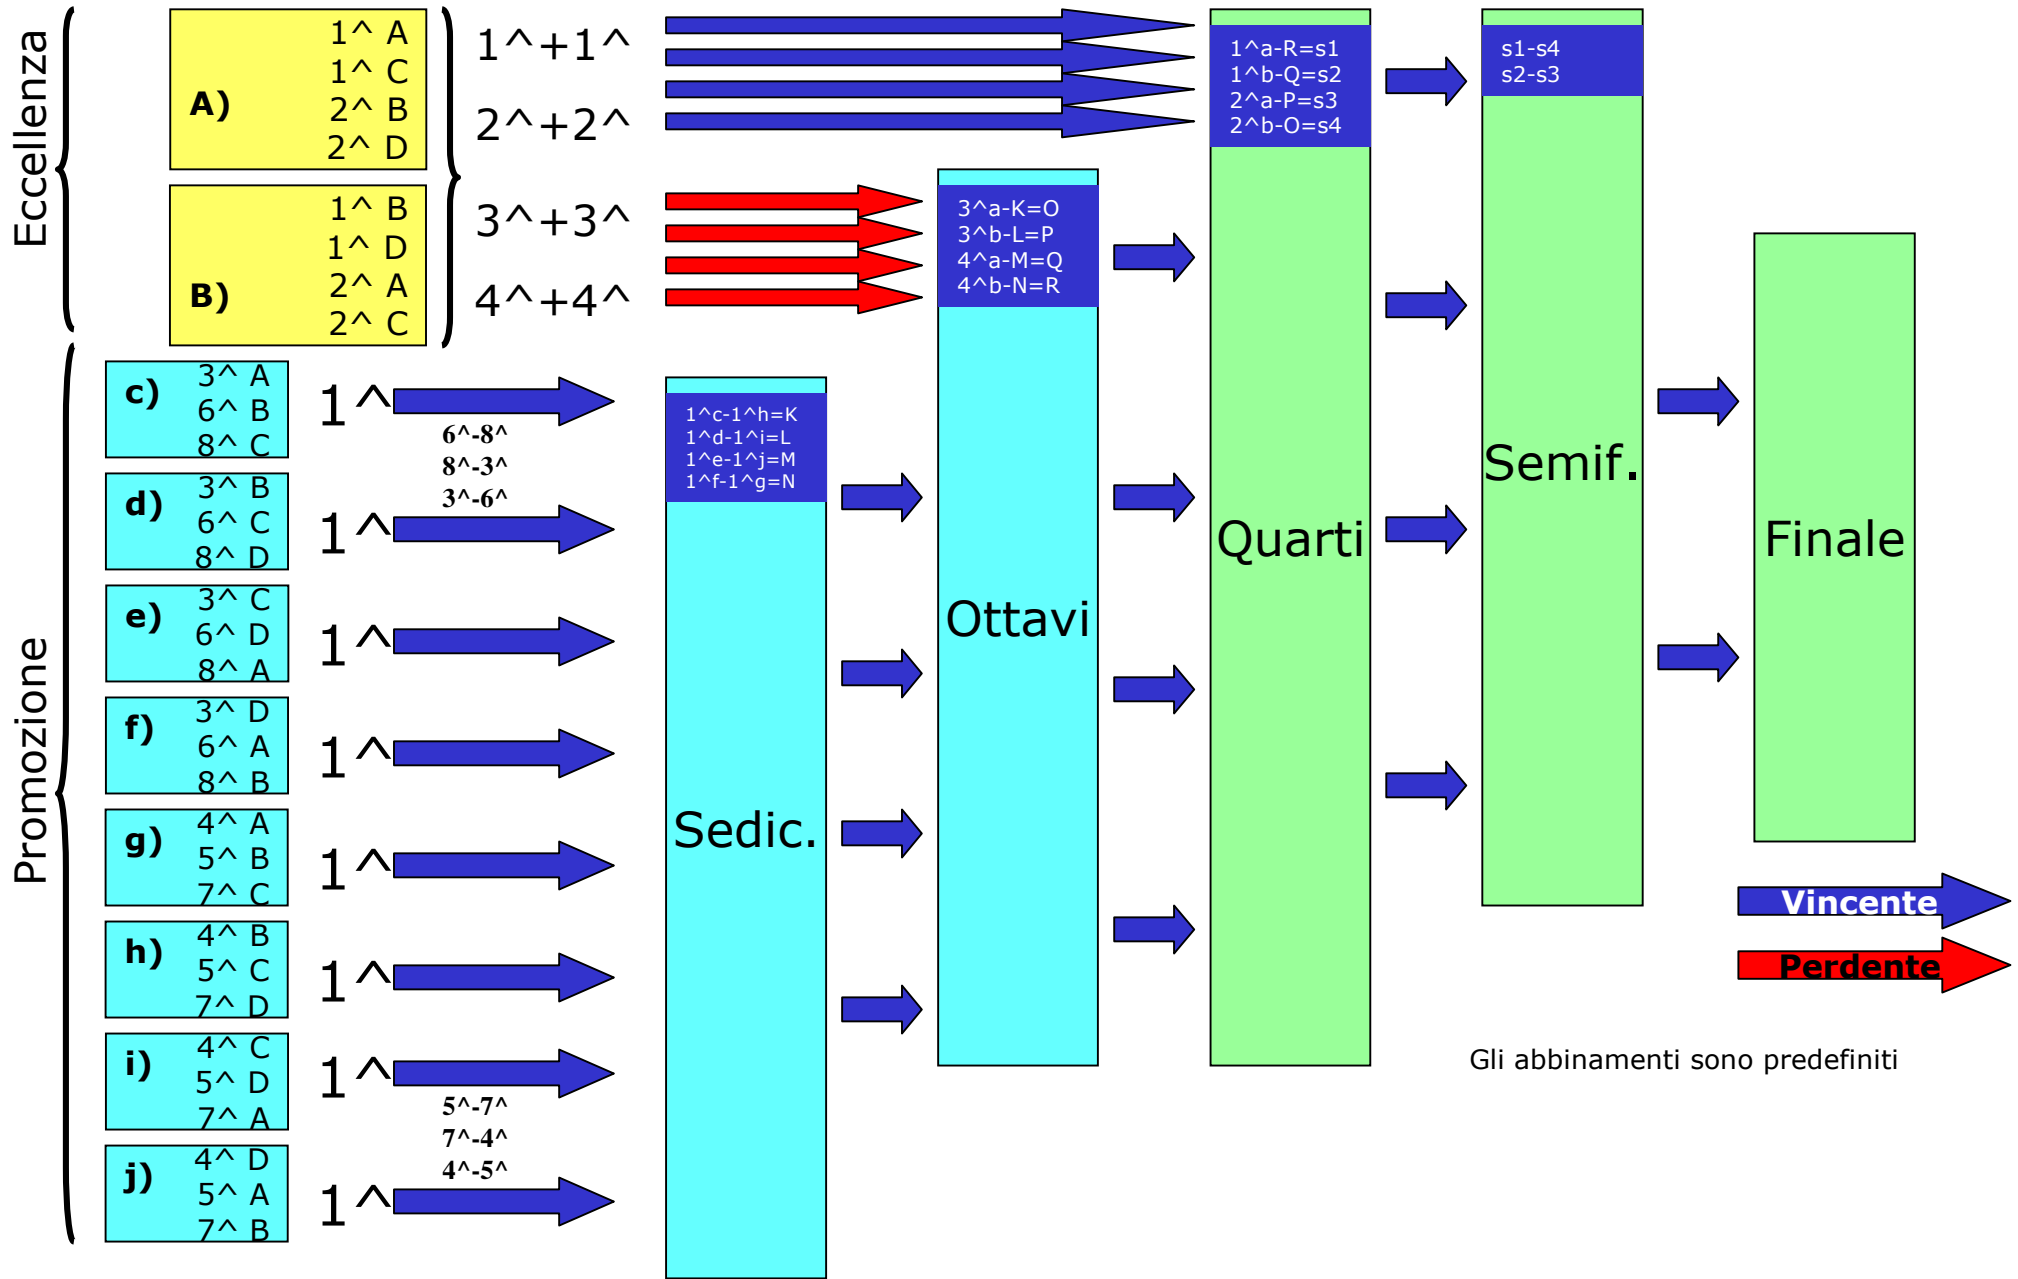 Eccellenza
A)
1^ A
1^ C
2^ B
2^ D
B)
1^ B
1^ D
2^ A
2^ C
1^+1^
2^+2^
3^+3^
4^+4^
Promozione
c)
3^ A
6^ B
8^ C
1^
d)
3^ B
6^ C
8^ D
1^
6^-8^
8^-3^
3^-6^
e)
3^ C
6^ D
8^ A
1^
f)
3^ D
6^ A
8^ B
1^
g)
4^ A
5^ B
7^ C
1^
h)
4^ B
5^ C
7^ D
1^
i)
4^ C
5^ D
7^ A
1^
j)
4^ D
5^ A
7^ B
1^
5^-7^
7^-4^
4^-5^
1^c-1^h=K
1^d-1^i=L
1^e-1^j=M
1^f-1^g=N
Sedic.
3^a-K=O
3^b-L=P
4^a-M=Q
4^b-N=R
Ottavi
1^a-R=s1
1^b-Q=s2
2^a-P=s3
2^b-O=s4
Quarti
s1-s4
s2-s3
Semif.
Finale
Vincente
Perdente
Gli abbinamenti sono predefiniti